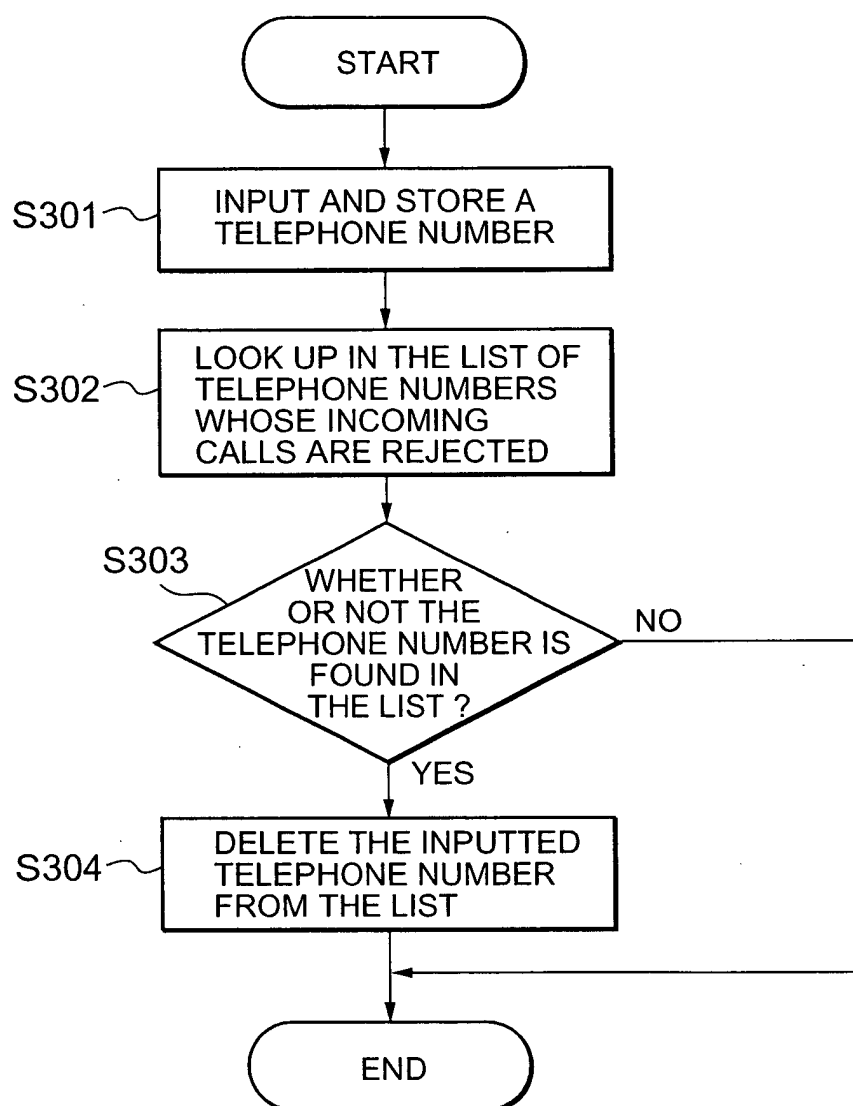 START
S301
INPUT AND STORE A
TELEPHONE NUMBER
S302
LOOK UP IN THE LIST OF
TELEPHONE NUMBERS
WHOSE INCOMING
CALLS ARE REJECTED
S303
WHETHER
OR NOT THE
TELEPHONE NUMBER IS
FOUND IN
THE LIST ?
NO
YES
S304
DELETE THE INPUTTED
TELEPHONE NUMBER
FROM THE LIST
END